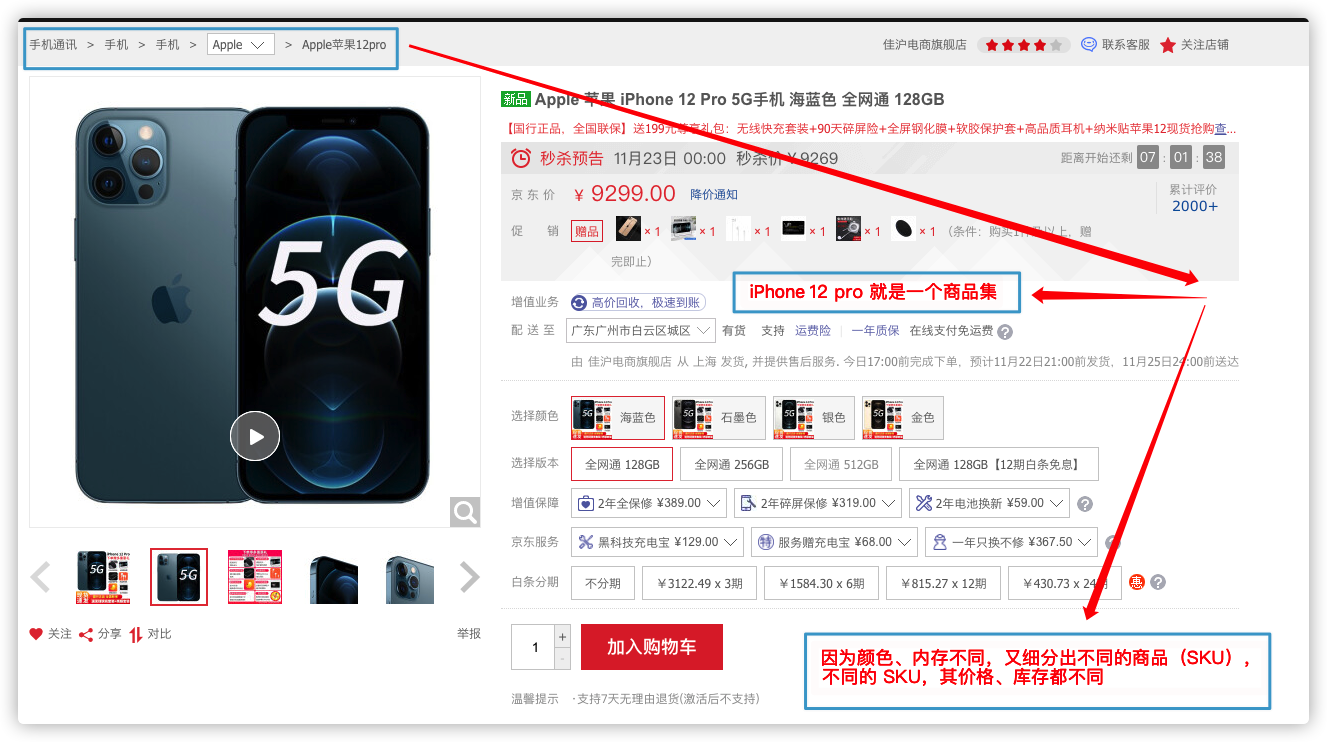 手机通讯 > 手机 > 手机 > Apple > Apple苹果12pro
佳沪电商旗舰店 联系客服 关注店铺
新品 Apple 苹果 iPhone 12 Pro 5G手机 海蓝色 全网通 128GB
【国行正品，全国联保】送199元尊享礼包：无线快充套装+90天碎屏险+全屏钢化膜+软胶保护套+高品质耳机+纳米贴苹果12现货抢购查...
秒杀预告 11月23日 00:00 秒杀价￥9269 距离开始还剩 07 : 01 : 38
京东价 ￥ 9299.00 降价通知 累计评价
2000+
促销 赠品 × 1 × 1 × 1 × 1 × 1 × 1 （条件：购买1件及以上，赠
完即止）
iPhone 12 pro 就是一个商品集
增值业务 高价回收，极速到账
配送至 广东广州市白云区城区 有货 支持 运费险 一年质保 在线支付免运费 ?
由 佳沪电商旗舰店 从 上海 发货, 并提供售后服务. 今日17:00前完成下单，预计11月22日21:00前发货，11月25日24:00前送达
5G
选择颜色 海蓝色 石墨色 银色 金色
选择版本 全网通 128GB 全网通 256GB 全网通 512GB 全网通 128GB【12期白条免息】
增值保障 2年全保修 ¥389.00 2年碎屏保修 ¥319.00 2年电池换新 ¥59.00 ?
京东服务 黑科技充电宝 ¥129.00 服务赠充电宝 ¥68.00 一年只换不修 ¥367.50
白条分期 不分期 ￥3122.49 x 3期 ￥1584.30 x 6期 ￥815.27 x 12期 ￥430.73 x 24期 惠 ?
关注 分享 对比 举报
1 + - 加入购物车
因为颜色、内存不同，又细分出不同的商品（SKU），
不同的 SKU，其价格、库存都不同
温馨提示 ·支持7天无理由退货(激活后不支持)